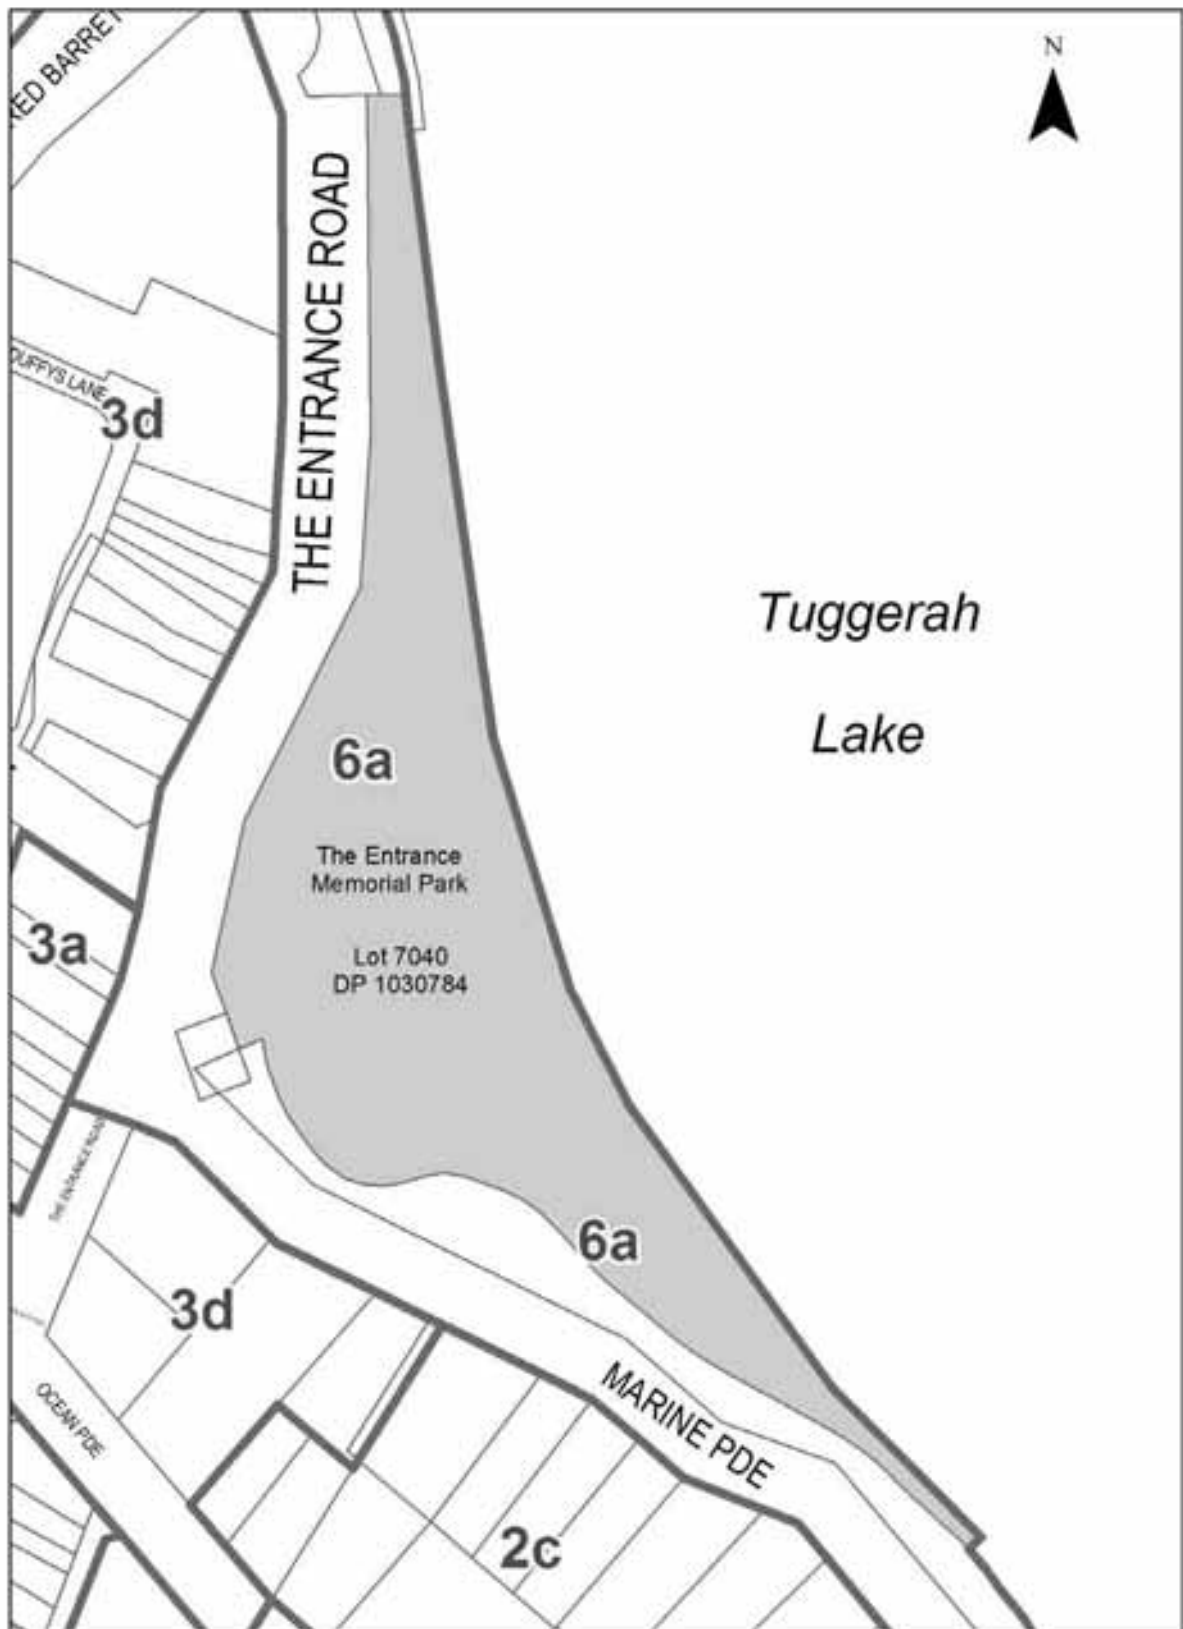 RED BARRET
N
THE ENTRANCE ROAD
DUFFYS LANE
3d
Tuggerah
Lake
6a
The Entrance
Memorial Park
Lot 7040
DP 1030784
3a
THE ENTRANCE ROAD
6a
3d
OCEAN PDE
MARINE PDE
2c